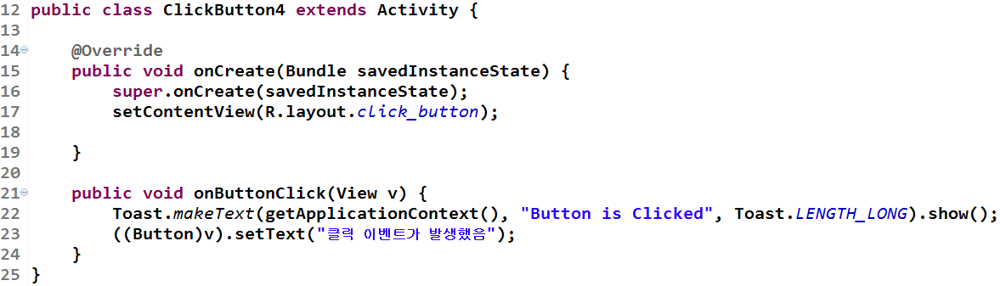 12 public class ClickButton4 extends Activity {
13
14 @Override
15 public void onCreate(Bundle savedInstanceState) {
16 super.onCreate(savedInstanceState);
17 setContentView(R.layout.click_button);
18
19 }
20
21 public void onButtonClick(View v) {
22 Toast.makeText(getApplicationContext(), "Button is Clicked", Toast.LENGTH_LONG).show();
23 ((Button)v).setText("클릭 이벤트가 발생했음");
24 }
25 }